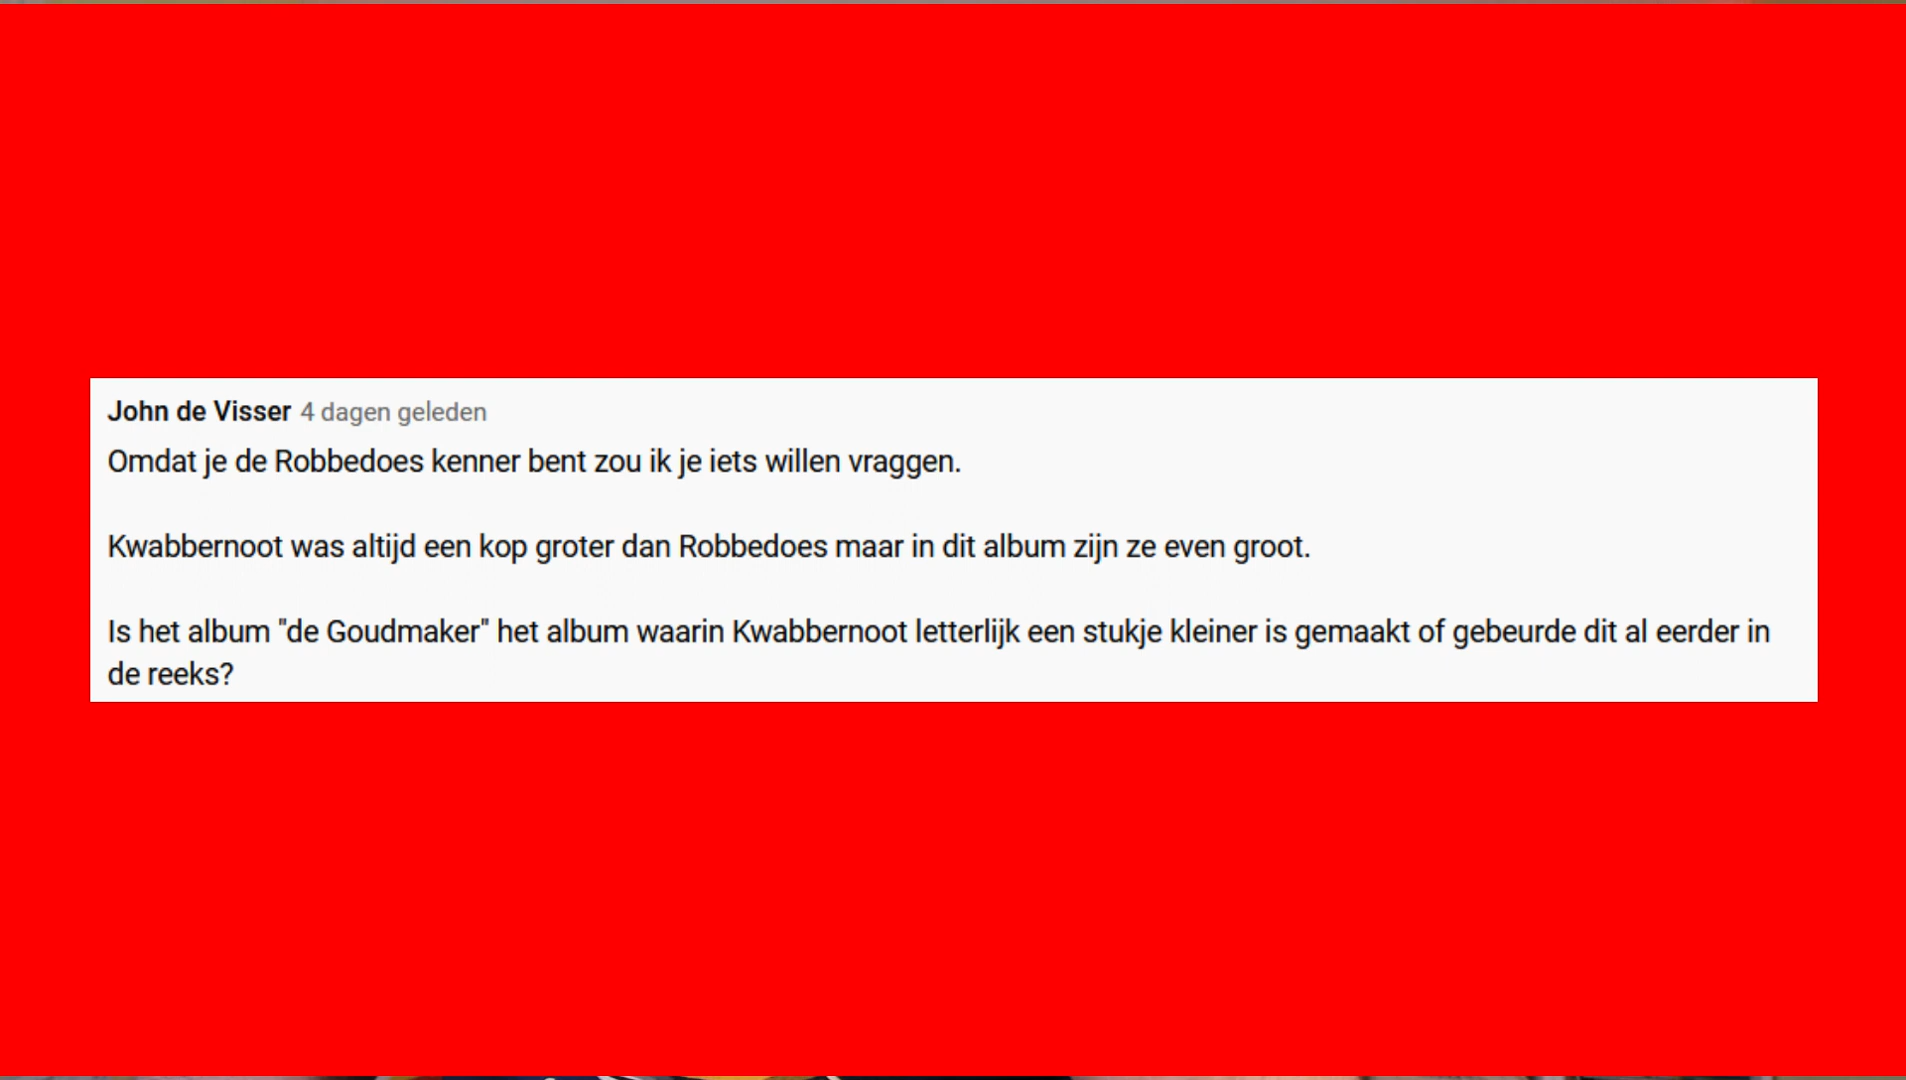 John de Visser 4 dagen geleden
Omdat je de Robbedoes kenner bent zou ik je iets willen vraggen.
Kwabbernoot was altijd een kop groter dan Robbedoes maar in dit album zijn ze even groot.
Is het album "de Goudmaker" het album waarin Kwabbernoot letterlijk een stukje kleiner is gemaakt of gebeurde dit al eerder in
de reeks?